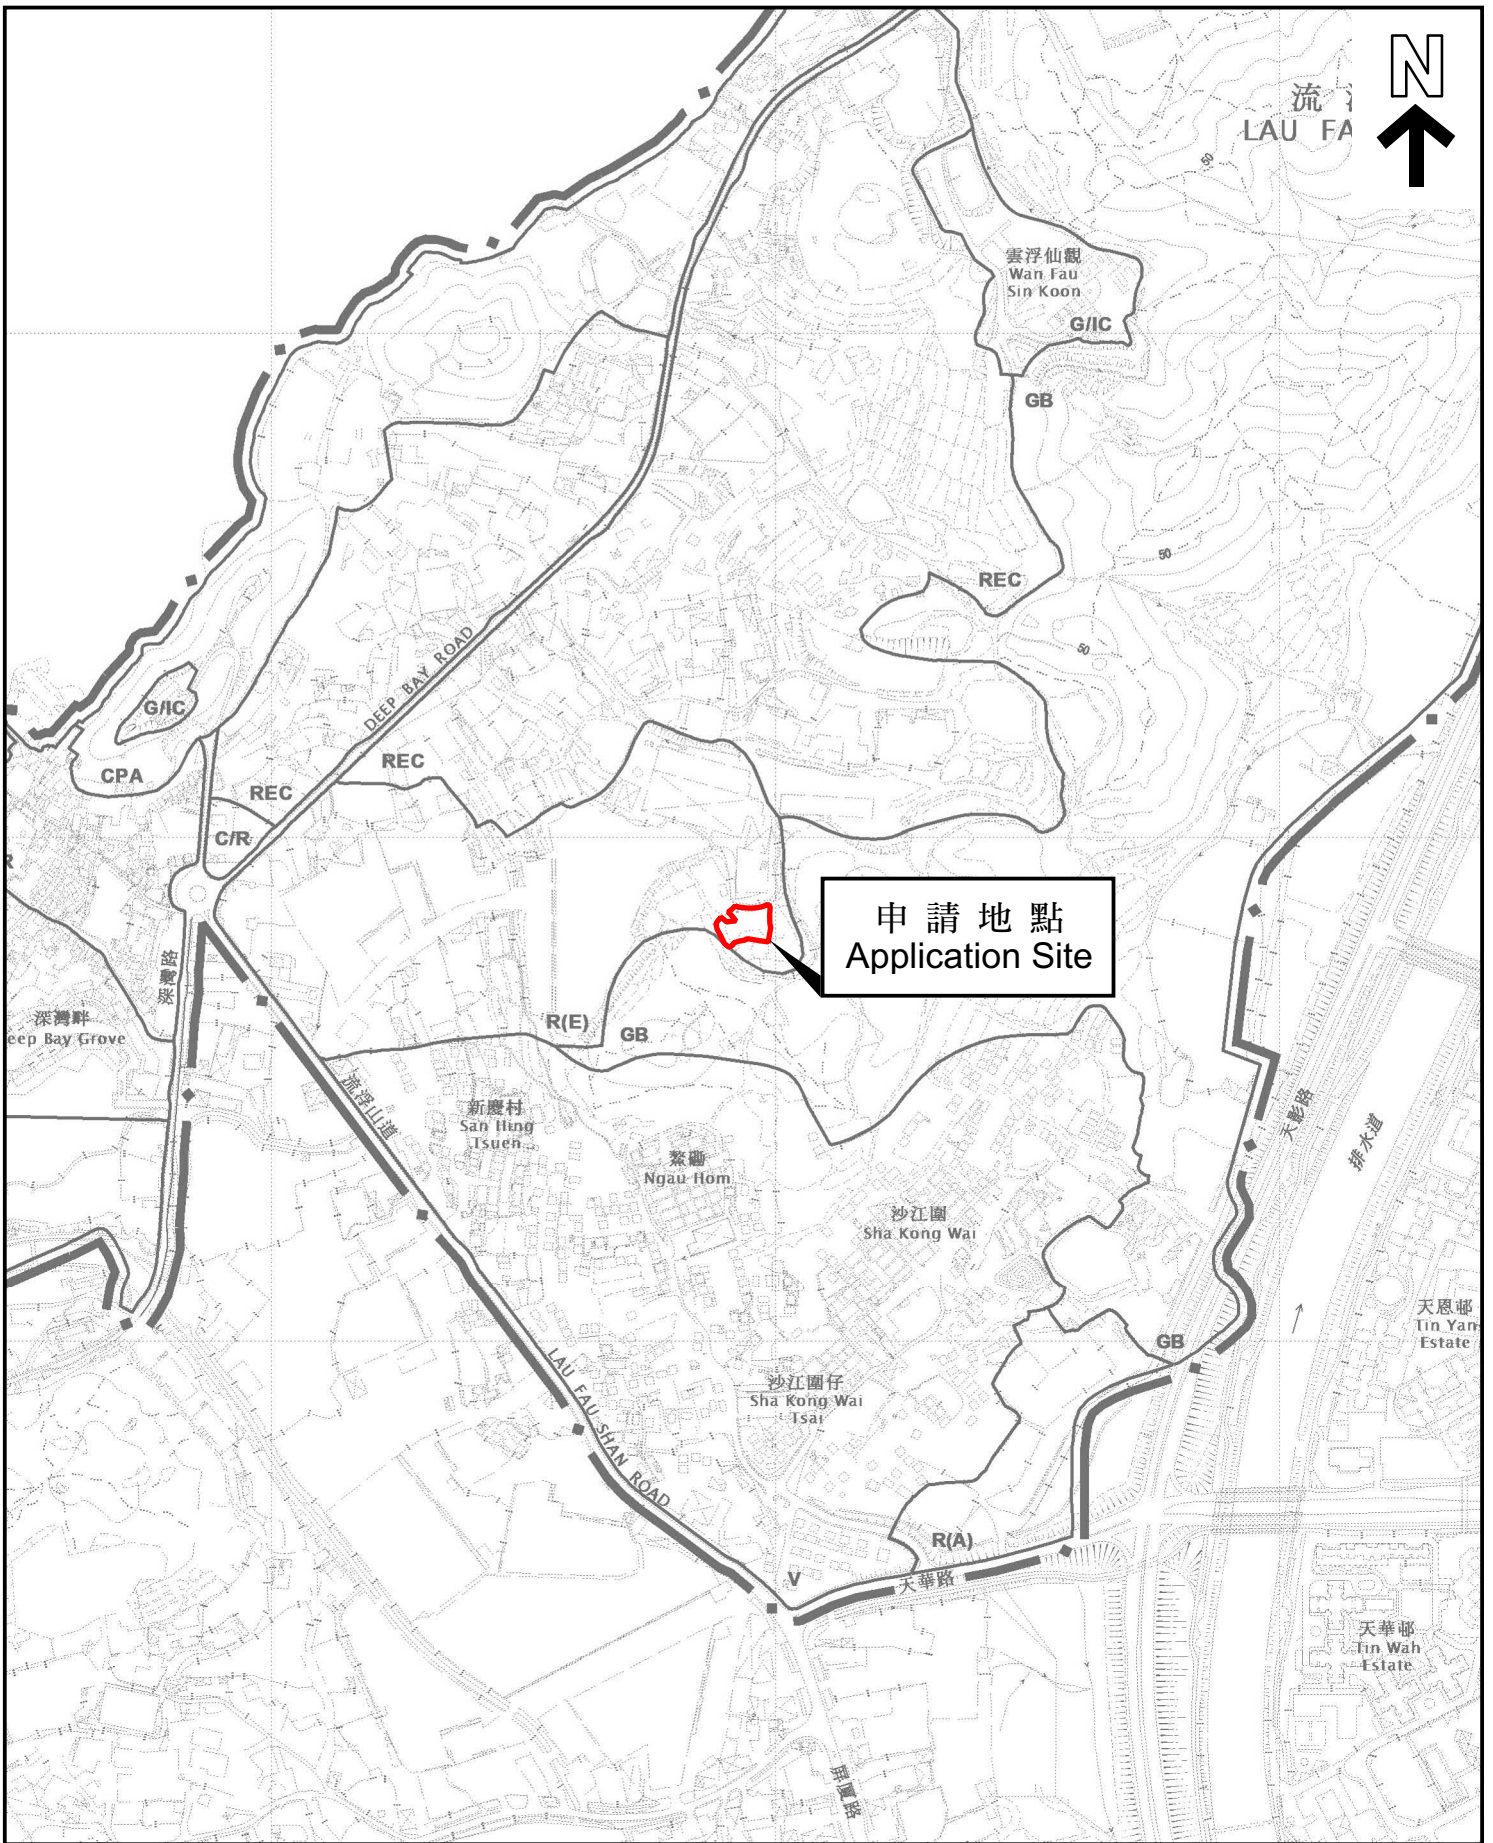 N
流
LAU FA
50
雲浮仙觀
Wan Fau
Sin Koon
G/IC
GB
50
REC
50
DEEP BAY ROAD
G/IC
CPA
REC
REC
C/R
R
申請地點
Application Site
深灣路
深灣畔
eep Bay Grove
R(E)
GB
流浮山道
新慶村
San Hing
Tsuen
鰲磡
Ngau Hom
沙江圍
Sha Kong Wai
天影路
排水道
天恩邨
Tin Yan
Estate
GB
LAU FAU SHAN ROAD
沙江圍仔
Sha Kong Wai
Tsai
R(A)
V
天華路
天華邨
Tin Wah
Estate
屏厦路